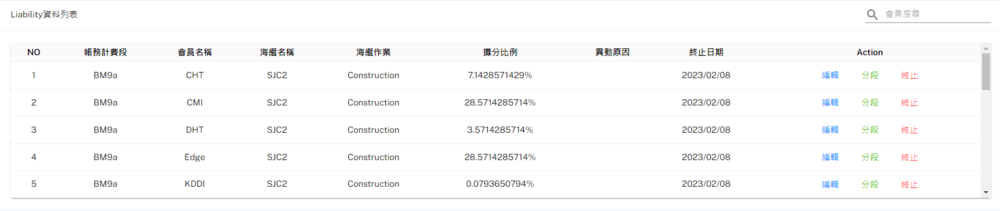 Liability資料列表
會員搜尋
NO 帳務計費段 會員名稱 海纜名稱 海纜作業 攤分比例 異動原因 終止日期 Action
1 BM9a CHT SJC2 Construction 7.1428571429% 2023/02/08 編輯 分段 終止
2 BM9a CMI SJC2 Construction 28.5714285714% 2023/02/08 編輯 分段 終止
3 BM9a DHT SJC2 Construction 3.5714285714% 2023/02/08 編輯 分段 終止
4 BM9a Edge SJC2 Construction 28.5714285714% 2023/02/08 編輯 分段 終止
5 BM9a KDDI SJC2 Construction 0.0793650794% 2023/02/08 編輯 分段 終止